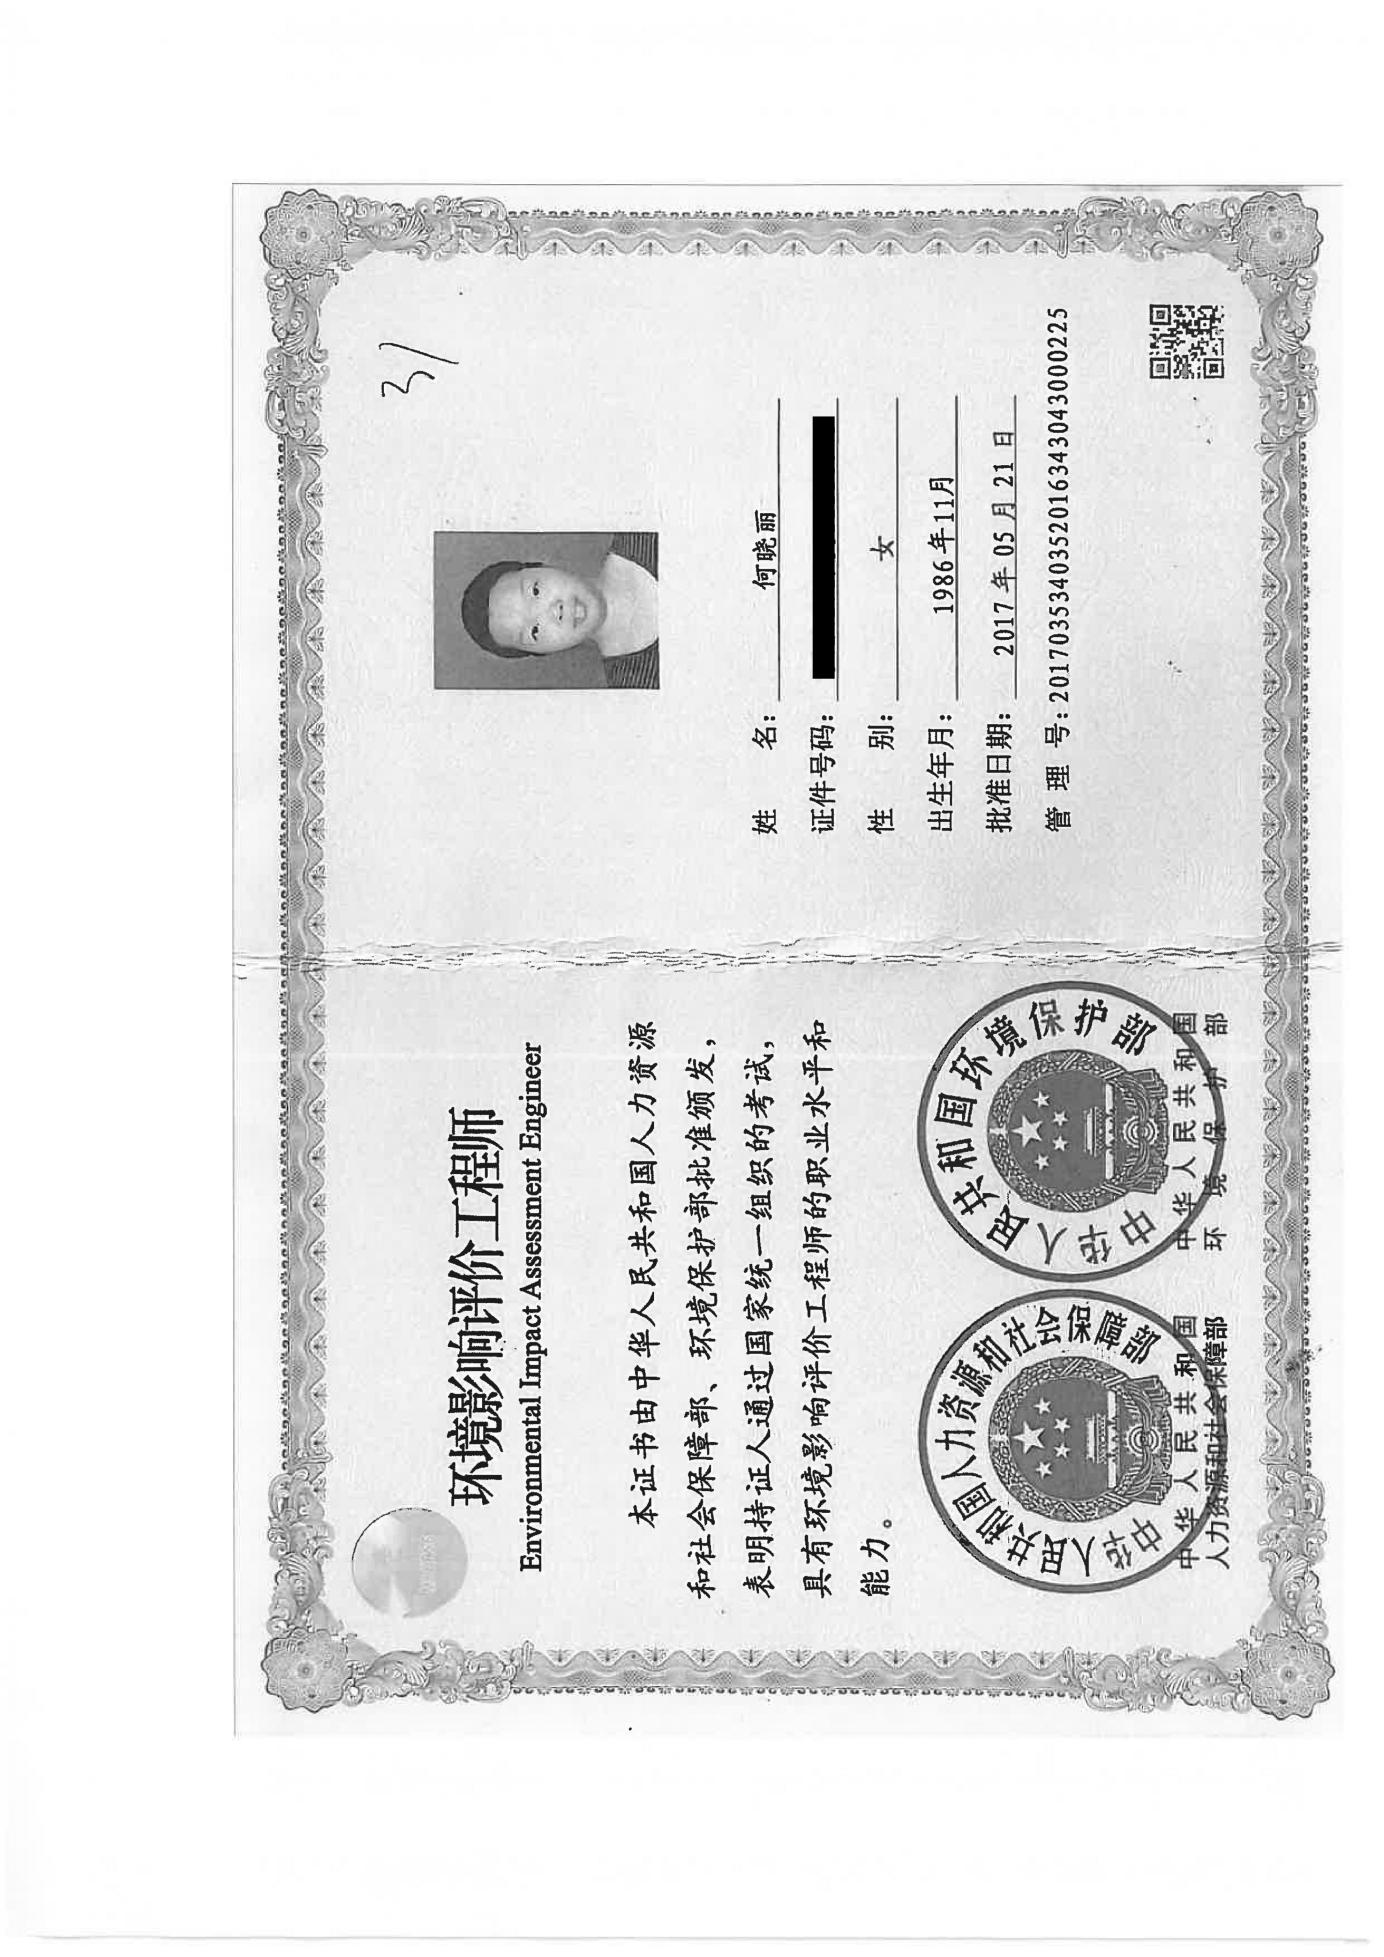 环境影响评价工程师
Environmental Impact Assessment Engineer
本证书由中华人民共和国人力资源
和社会保障部、环境保护部批准颁发，
表明持证人通过国家统一组织的考试，
具有环境影响评价工程师的职业水平和
能力。
中华人民共和国人力资源和社会保障部
中华人民共和国
人力资源和社会保障部
中华人民共和国环境保护部
中华人民共和国
环境保护部
31
姓名：何晓丽
证件号码：
性别：女
出生年月：1986年11月
批准日期：2017年05月21日
管理号：2017035340352016343043000225